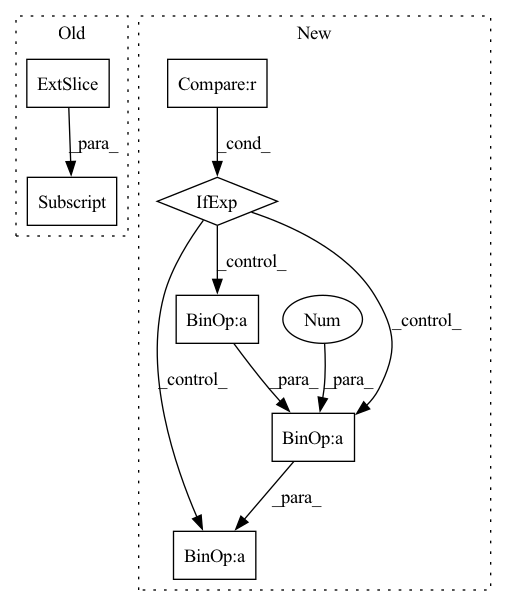 Old
New
ExtSlice
Compare:r
_para_
_cond_
Subscript
IfExp
_control_
BinOp:a
Num
_control_
_control_
_para_
_para_
BinOp:a
_para_
BinOp:a